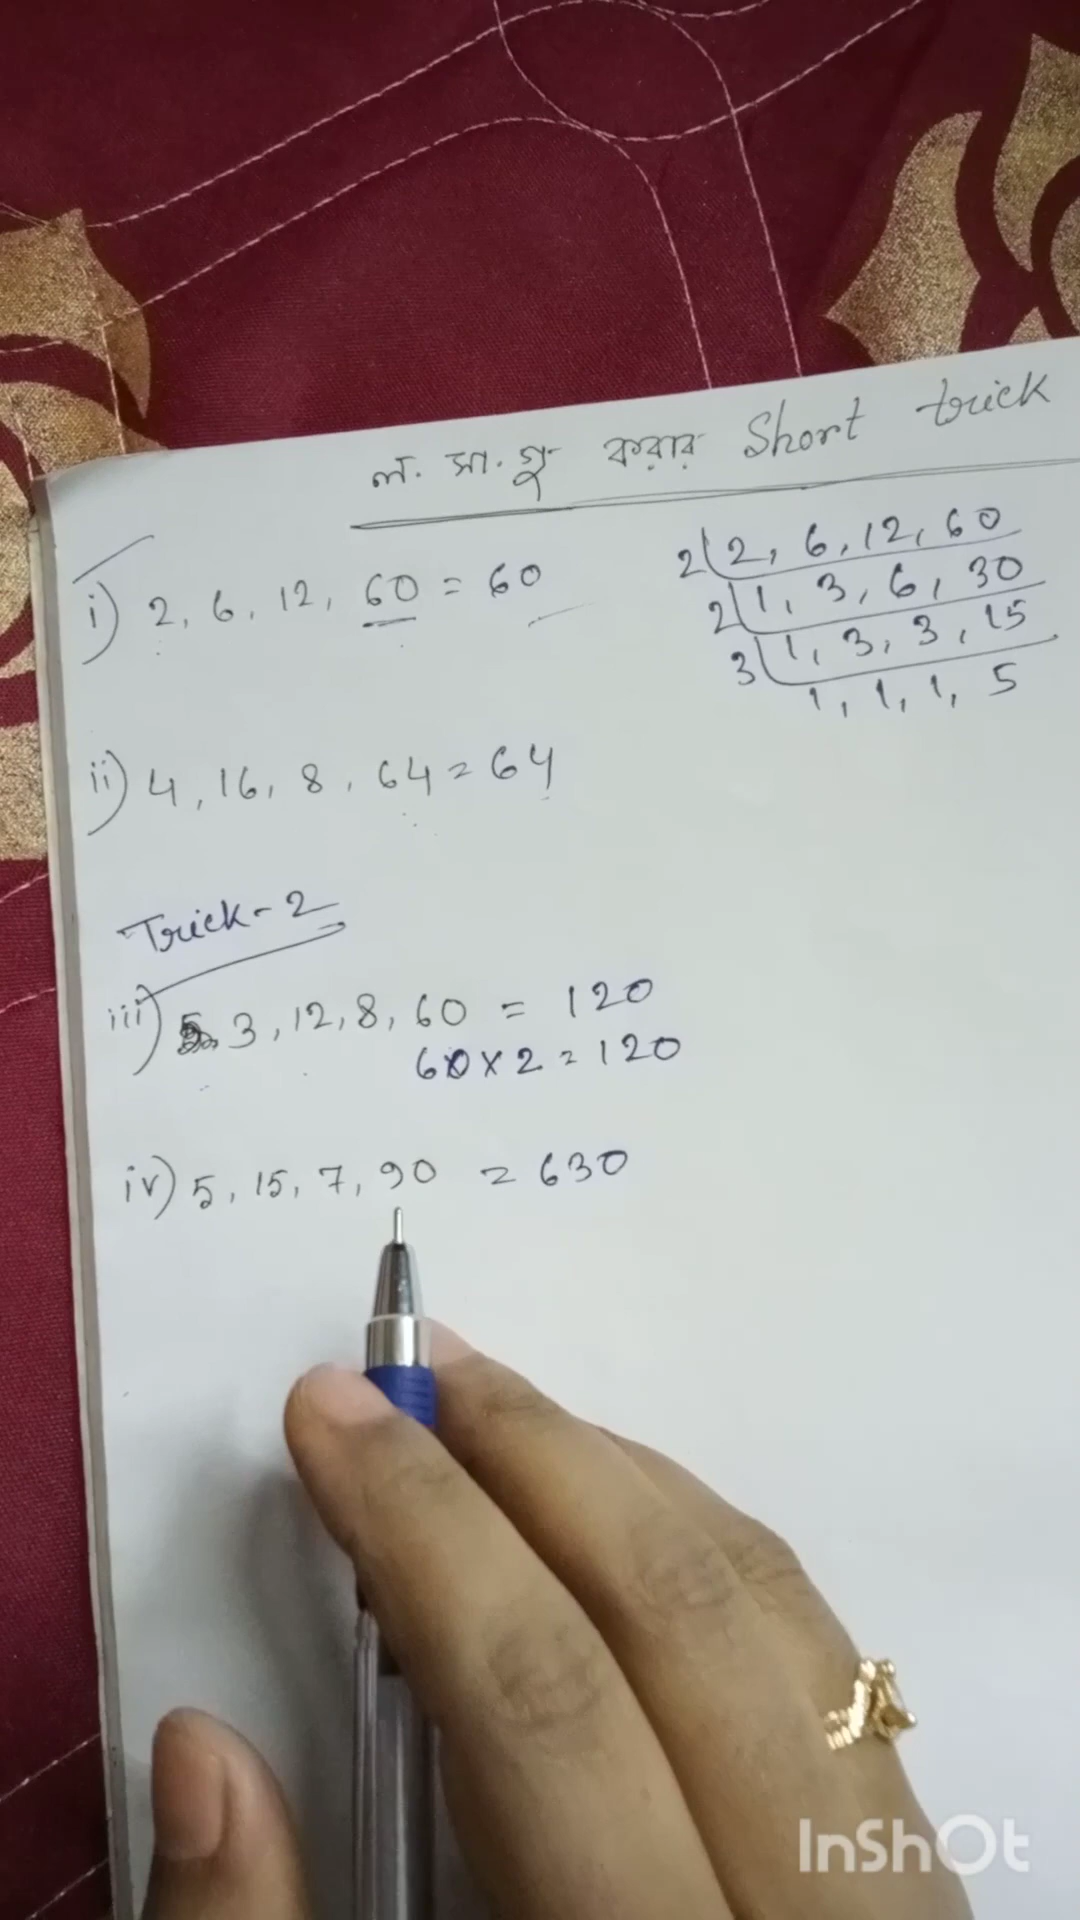 ল. সা. গু করার Short trick
i) 2, 6, 12, 60 = 60
2 | 2, 6, 12, 60
2 | 1, 3, 6, 30
3 | 1, 3, 3, 15
1, 1, 1, 5
ii) 4, 16, 8, 64 = 64
Trick-2
iii) 3, 12, 8, 60 = 120
60 x 2 = 120
iv) 5, 15, 7, 90 = 630
InShOt